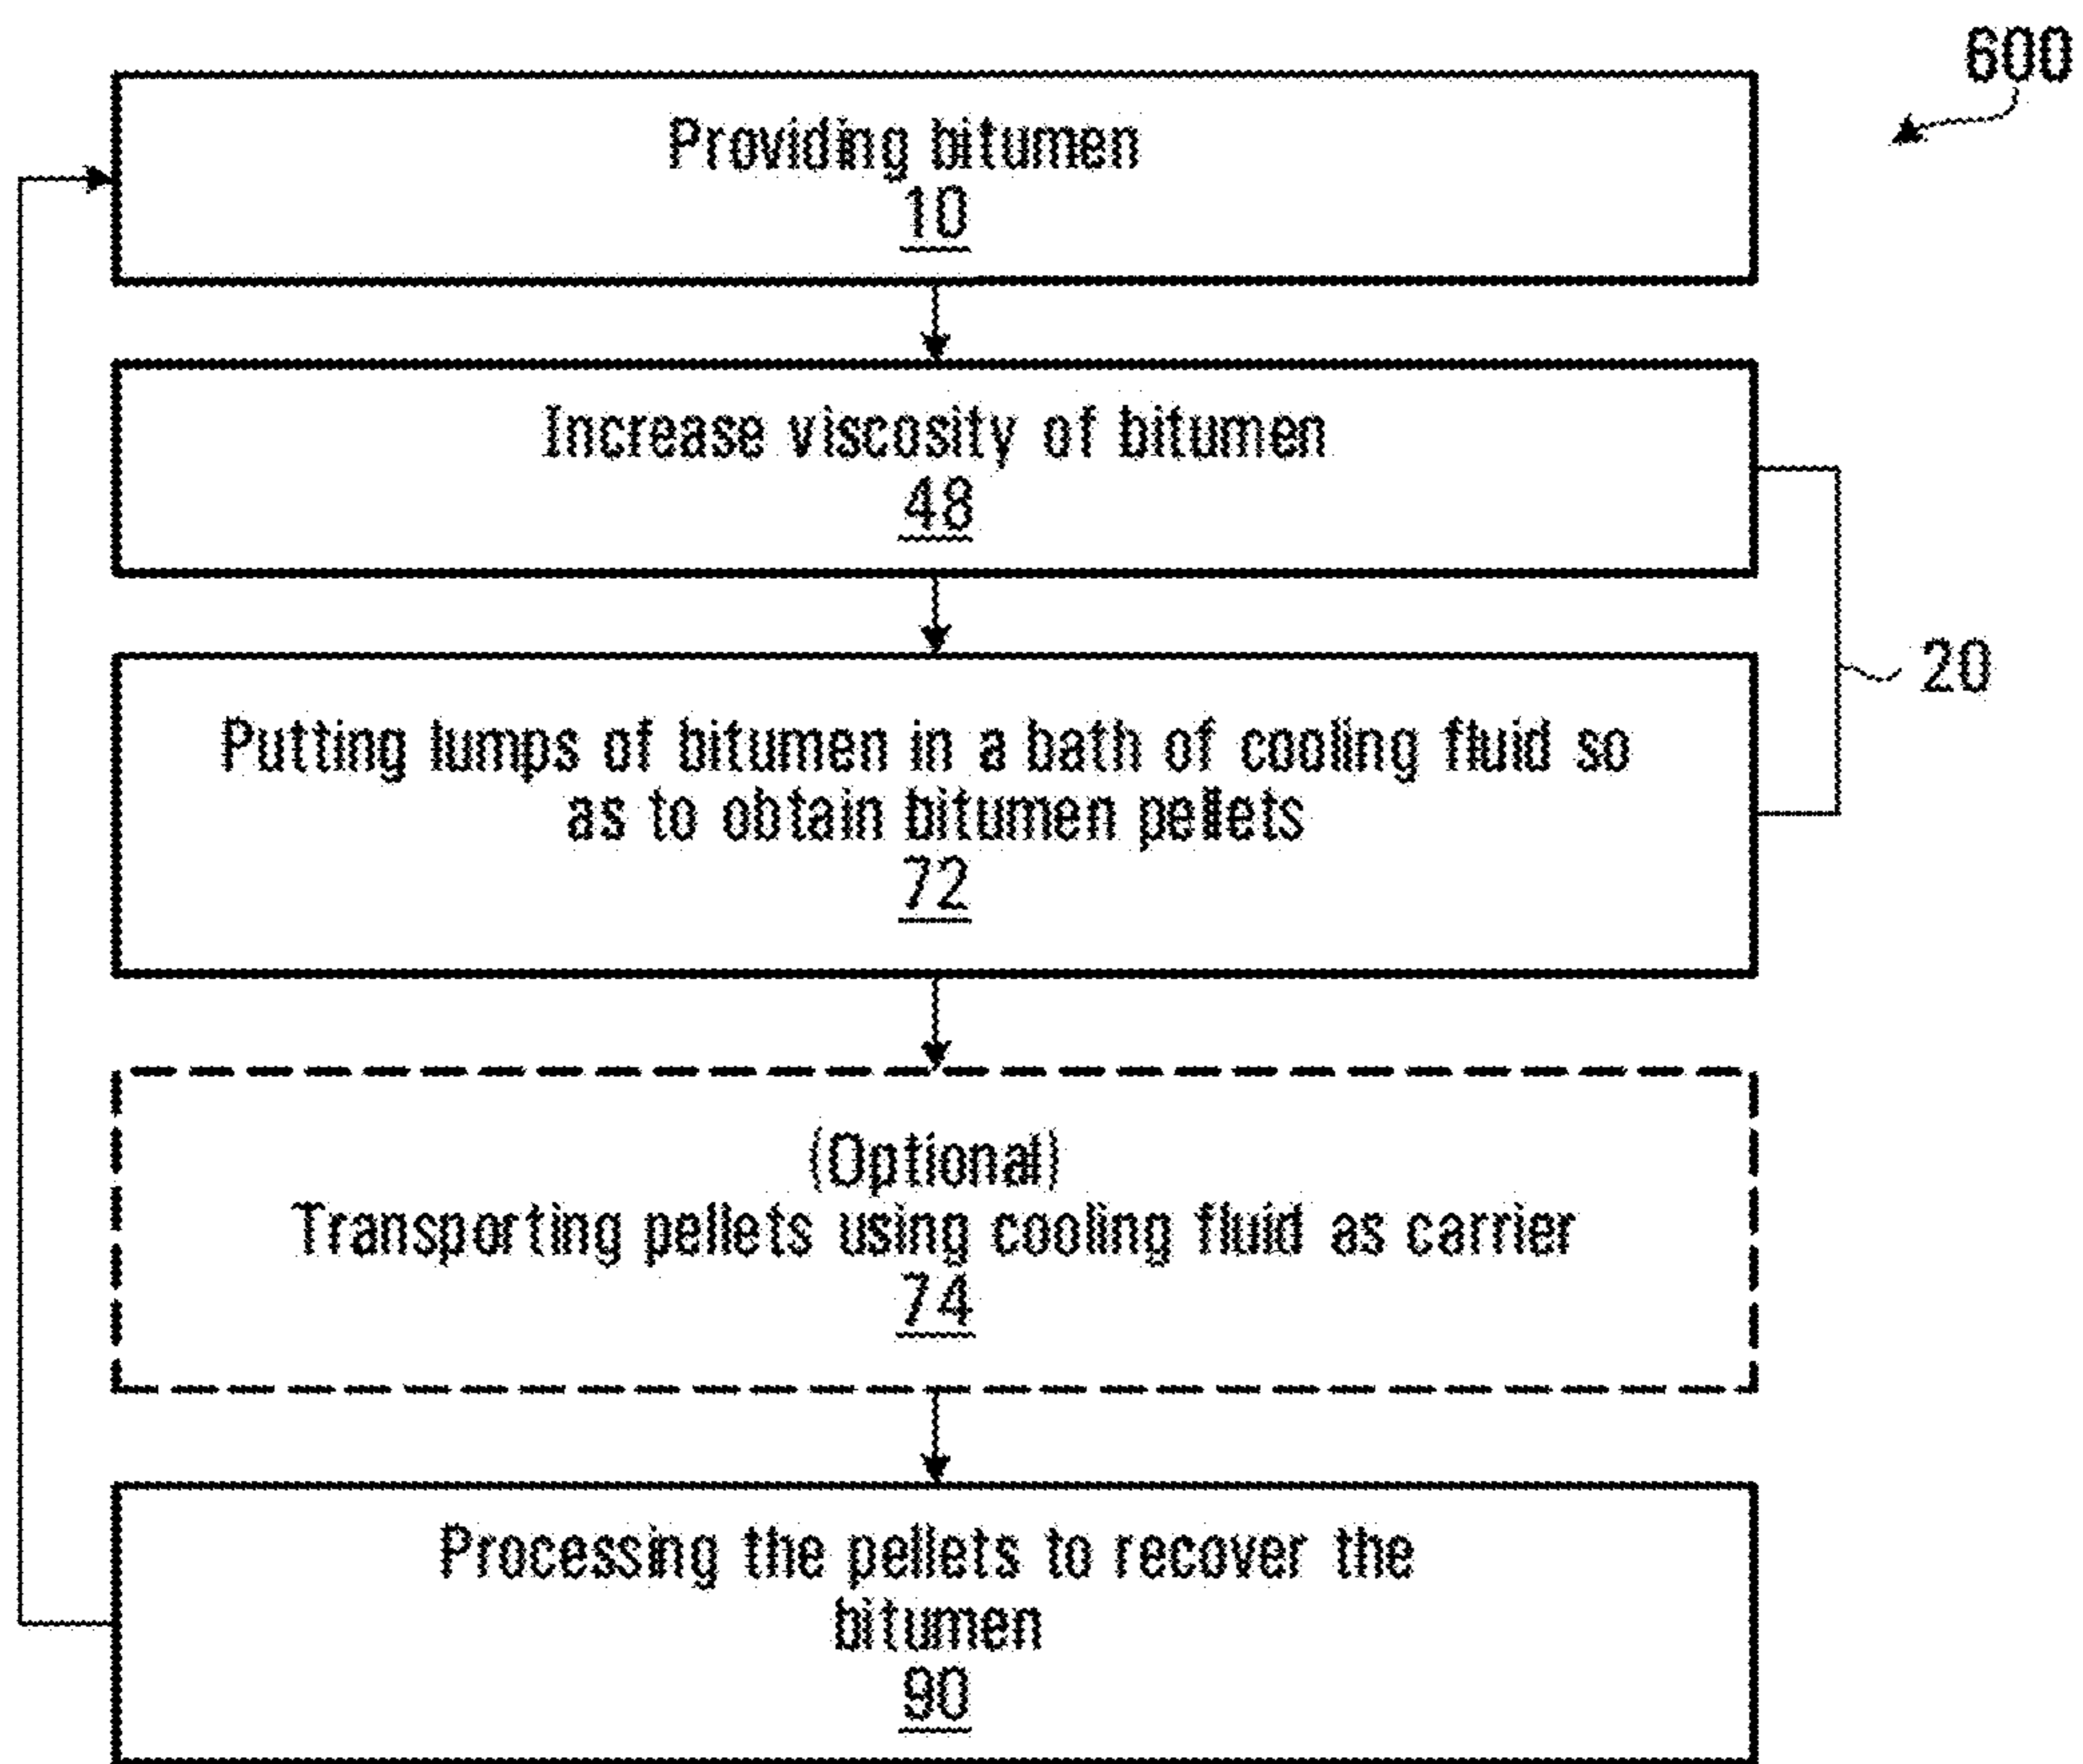 600
Providing bitumen
10
Increase viscosity of bitumen
48
20
Putting lumps of bitumen in a bath of cooling fluid so
as to obtain bitumen pellets
72
(Optional)
Transporting pellets using cooling fluid as carrier
74
Processing the pellets to recover the
bitumen
90